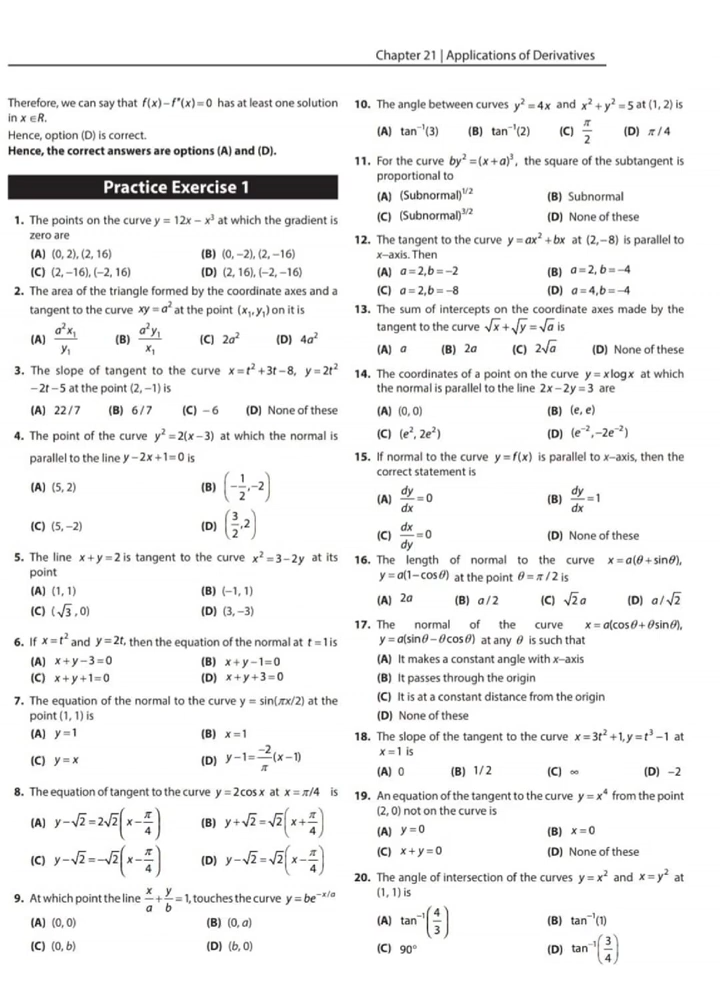 Chapter 21 | Applications of Derivatives
Therefore, we can say that f(x)−f″(x)=0 has at least one solution
in x ∈R.
Hence, option (D) is correct.
Hence, the correct answers are options (A) and (D).
Practice Exercise 1
1. The points on the curve y = 12x − x³ at which the gradient is
zero are
(A) (0, 2), (2, 16) (B) (0, −2), (2, −16)
(C) (2, −16), (−2, 16) (D) (2, 16), (−2, −16)
2. The area of the triangle formed by the coordinate axes and a
tangent to the curve xy = a² at the point (x₁, y₁) on it is
(A) a²x₁/y₁ (B) a²y₁/x₁ (C) 2a² (D) 4a²
3. The slope of tangent to the curve x=t²+3t−8, y=2t²
−2t−5 at the point (2, −1) is
(A) 22/7 (B) 6/7 (C) −6 (D) None of these
4. The point of the curve y²=2(x−3) at which the normal is
parallel to the line y−2x+1=0 is
(A) (5, 2) (B) (−1/2, −2)
(C) (5, −2) (D) (3/2, 2)
5. The line x+y=2 is tangent to the curve x²=3−2y at its
point
(A) (1, 1) (B) (−1, 1)
(C) (√3, 0) (D) (3, −3)
6. If x=t² and y=2t, then the equation of the normal at t=1 is
(A) x+y−3=0 (B) x+y−1=0
(C) x+y+1=0 (D) x+y+3=0
7. The equation of the normal to the curve y = sin(πx/2) at the
point (1, 1) is
(A) y=1 (B) x=1
(C) y=x (D) y−1=−2/π(x−1)
8. The equation of tangent to the curve y=2cosx at x=π/4 is
(A) y−√2=2√2(x−π/4) (B) y+√2=√2(x+π/4)
(C) y−√2=−√2(x−π/4) (D) y−√2=√2(x−π/4)
9. At which point the line x/a+y/b=1, touches the curve y=be^(−x/a)
(A) (0, 0) (B) (0, a)
(C) (0, b) (D) (b, 0)
10. The angle between curves y²=4x and x²+y²=5 at (1, 2) is
(A) tan⁻¹(3) (B) tan⁻¹(2) (C) π/2 (D) π/4
11. For the curve by²=(x+a)³, the square of the subtangent is
proportional to
(A) (Subnormal)^(1/2) (B) Subnormal
(C) (Subnormal)^(3/2) (D) None of these
12. The tangent to the curve y=ax²+bx at (2,−8) is parallel to
x−axis. Then
(A) a=2,b=−2 (B) a=2,b=−4
(C) a=2,b=−8 (D) a=4,b=−4
13. The sum of intercepts on the coordinate axes made by the
tangent to the curve √x+√y=√a is
(A) a (B) 2a (C) 2√a (D) None of these
14. The coordinates of a point on the curve y=xlogx at which
the normal is parallel to the line 2x−2y=3 are
(A) (0, 0) (B) (e, e)
(C) (e², 2e²) (D) (e⁻², −2e⁻²)
15. If normal to the curve y=f(x) is parallel to x−axis, then the
correct statement is
(A) dy/dx=0 (B) dy/dx=1
(C) dx/dy=0 (D) None of these
16. The length of normal to the curve x=a(θ+sinθ),
y=a(1−cosθ) at the point θ=π/2 is
(A) 2a (B) a/2 (C) √2a (D) a/√2
17. The normal of the curve x=a(cosθ+θsinθ),
y=a(sinθ−θcosθ) at any θ is such that
(A) It makes a constant angle with x−axis
(B) It passes through the origin
(C) It is at a constant distance from the origin
(D) None of these
18. The slope of the tangent to the curve x=3t²+1,y=t³−1 at
x=1 is
(A) 0 (B) 1/2 (C) ∞ (D) −2
19. An equation of the tangent to the curve y=x⁴ from the point
(2, 0) not on the curve is
(A) y=0 (B) x=0
(C) x+y=0 (D) None of these
20. The angle of intersection of the curves y=x² and x=y² at
(1, 1) is
(A) tan⁻¹(4/3) (B) tan⁻¹(1)
(C) 90° (D) tan⁻¹(3/4)